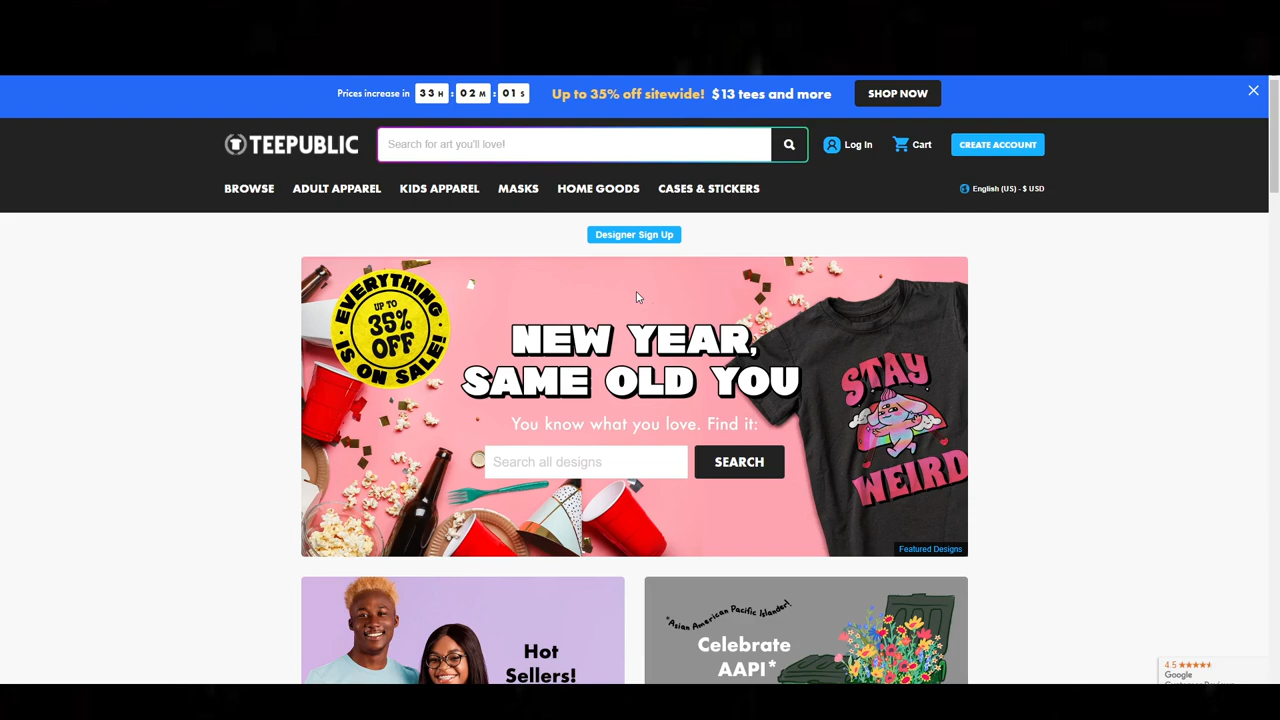 Prices increase in 33 H : 02 M : 01 S Up to 35% off sitewide! $13 tees and more SHOP NOW
TEEPUBLIC Search for art you'll love! Log In Cart CREATE ACCOUNT
BROWSE ADULT APPAREL KIDS APPAREL MASKS HOME GOODS CASES & STICKERS English (US) - $ USD
Designer Sign Up
EVERYTHING
UP TO
35%
OFF
IS ON SALE!
NEW YEAR,
SAME OLD YOU
You know what you love. Find it:
Search all designs SEARCH
STAY
WEIRD
Featured Designs
Hot
Sellers!
*Asian American Pacific Islander!
Celebrate
AAPI*
4.5
Google